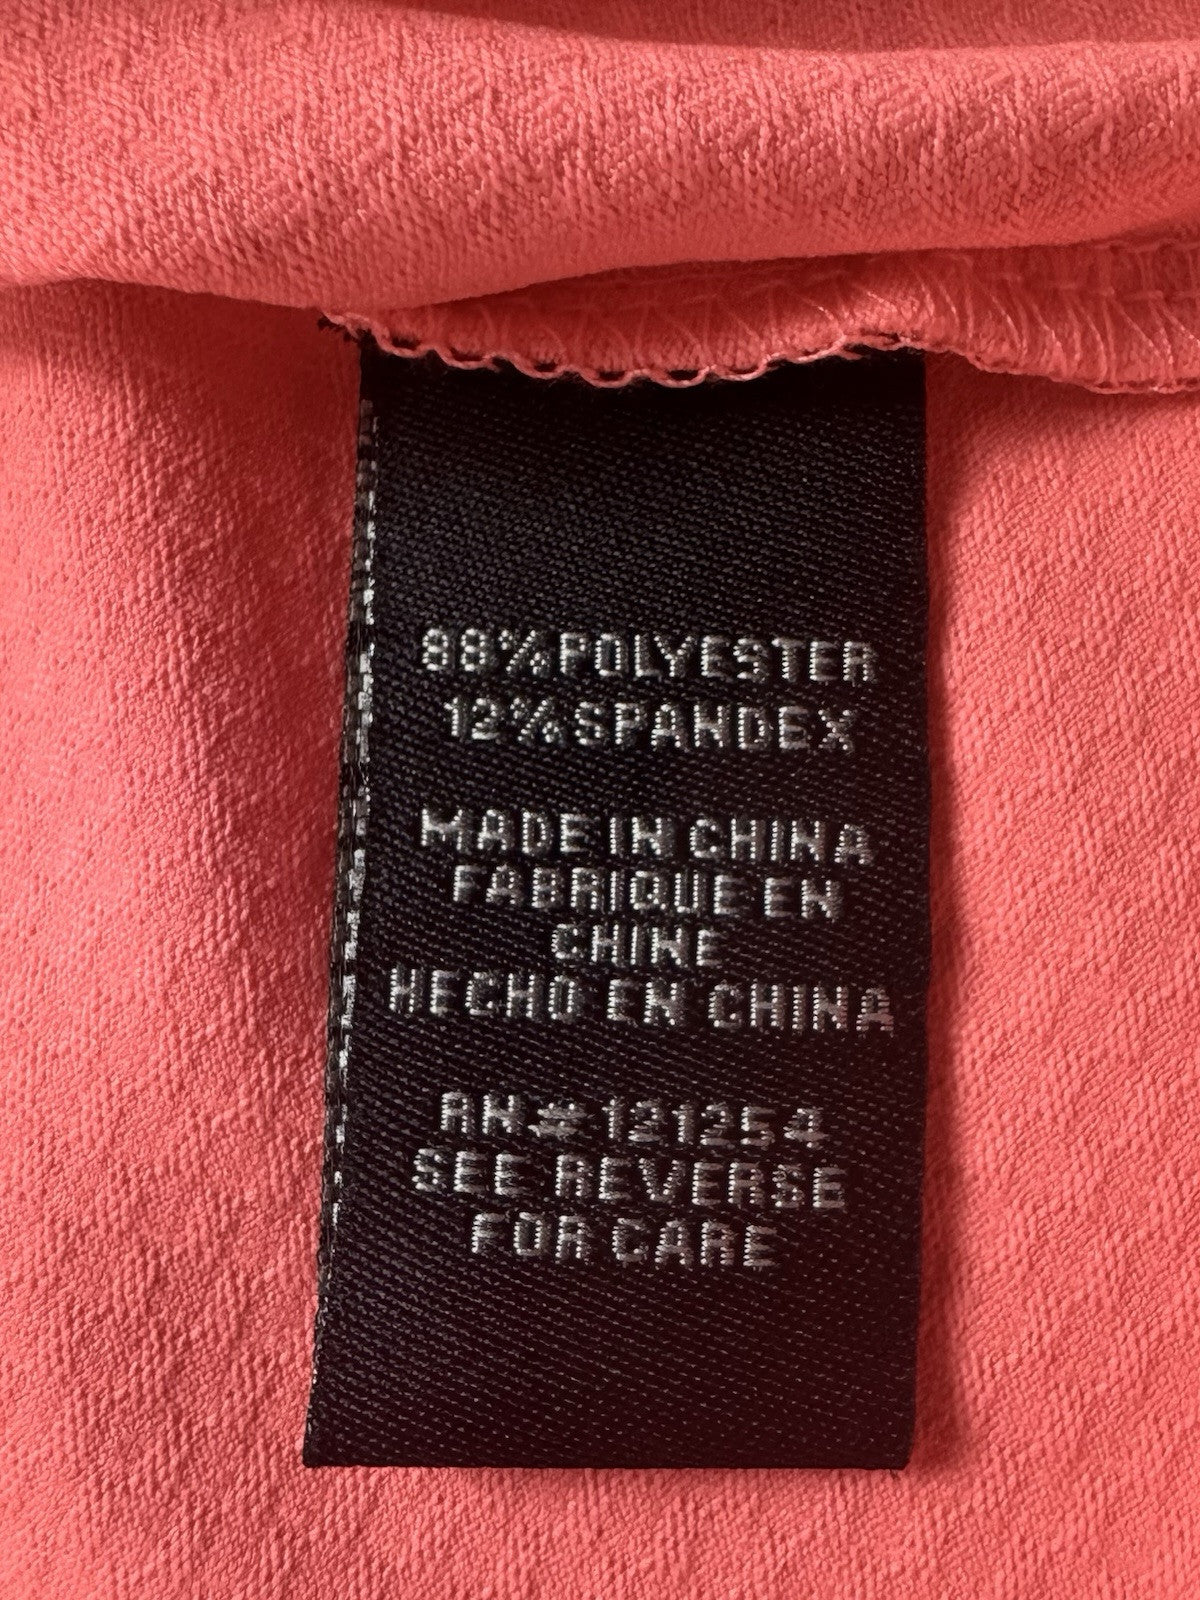 88%POLYESTER
12%SPANDEX
MADE IN CHINA
FABRIQUE EN
CHINE
HECHO EN CHINA
RN#121254
SEE REVERSE
FOR CARE